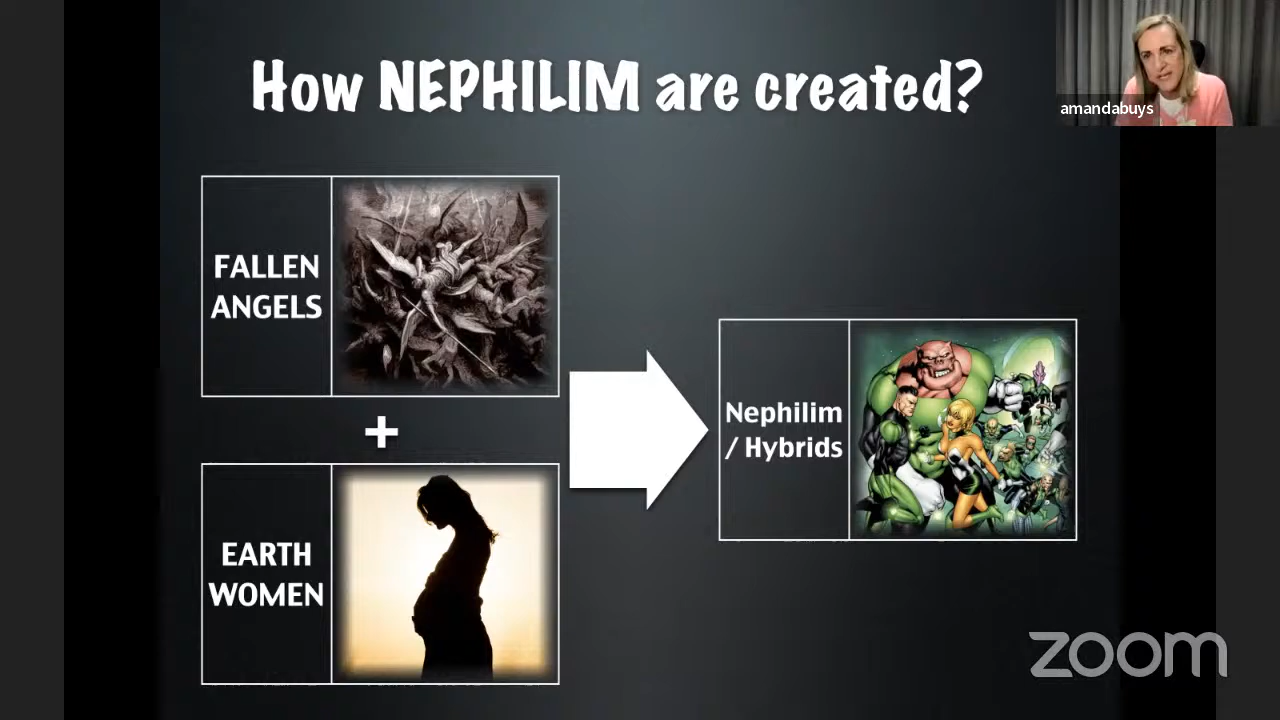 How NEPHILIM are created?
amandabuys
FALLEN
ANGELS
+
EARTH
WOMEN
Nephilim
/ Hybrids
zoom